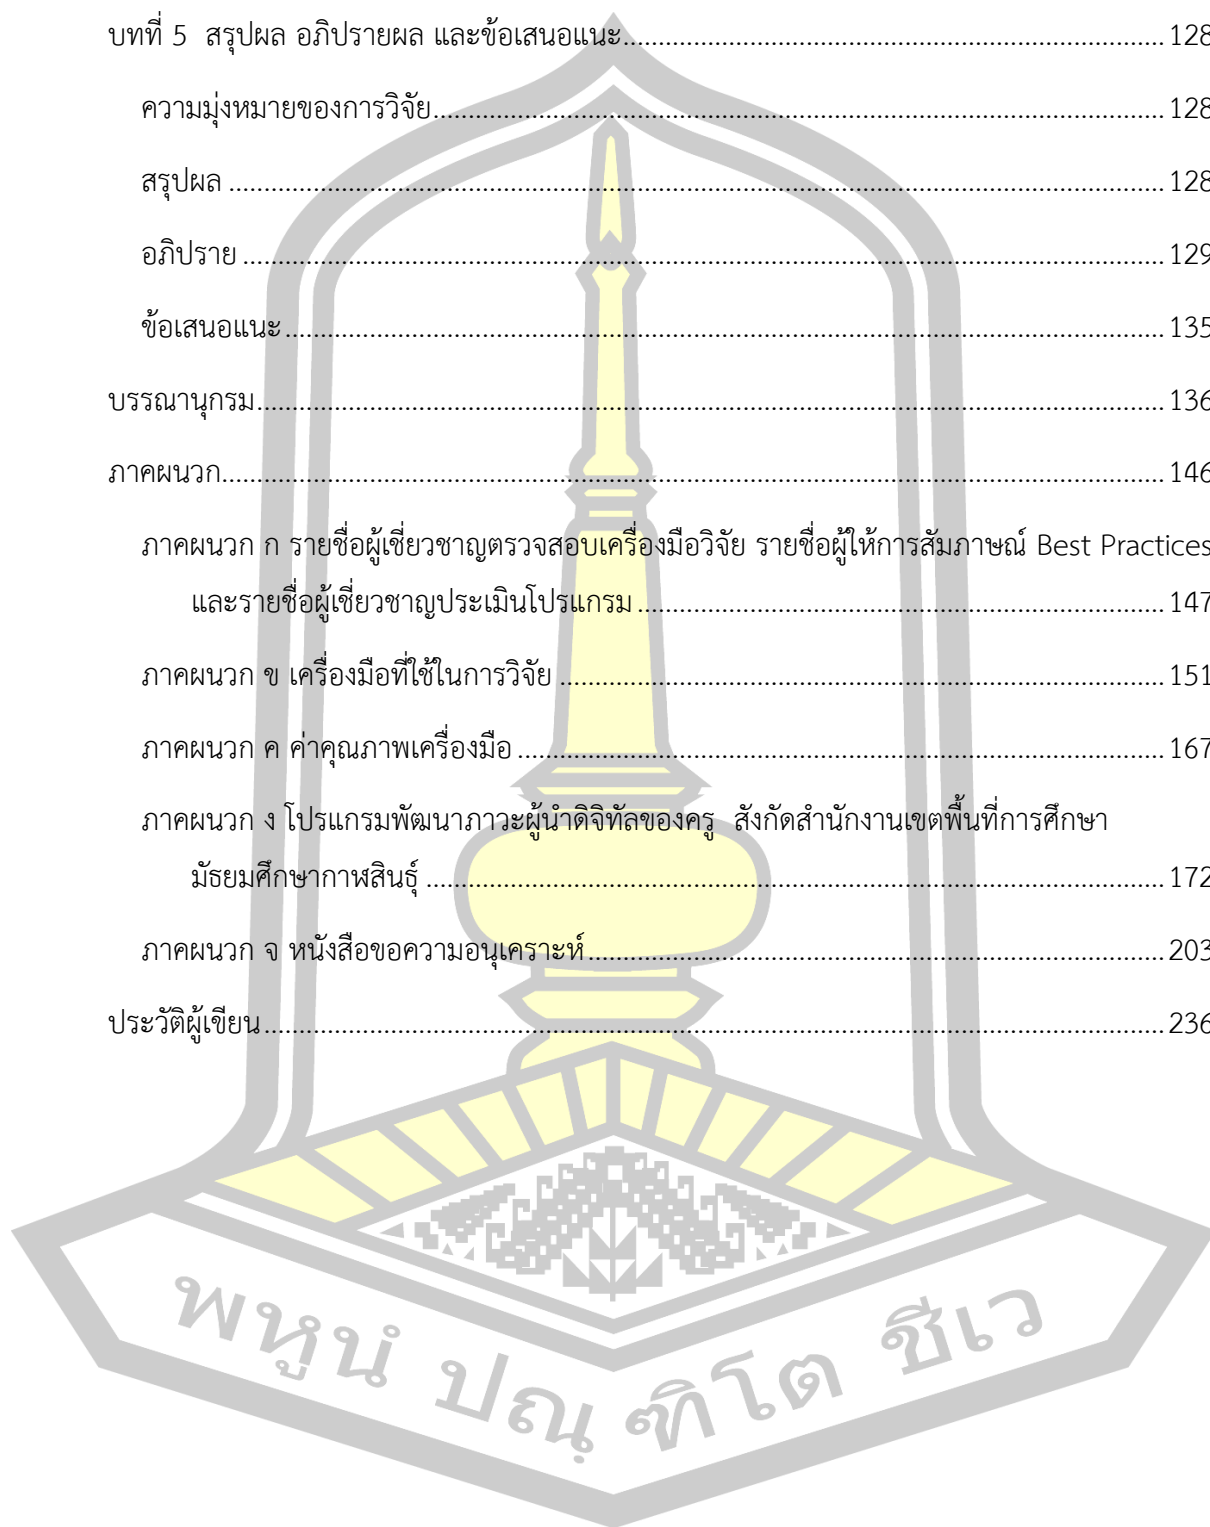 บทที่ 5  สรุปผล อภิปรายผล และข้อเสนอแนะ.......................................................................................... 128
ความมุ่งหมายของการวิจัย.......................................................................................... 128
สรุปผล .......................................................................................... 128
อภิปราย .......................................................................................... 129
ข้อเสนอแนะ .......................................................................................... 135
บรรณานุกรม.......................................................................................... 136
ภาคผนวก.......................................................................................... 146
ภาคผนวก ก รายชื่อผู้เชี่ยวชาญตรวจสอบเครื่องมือวิจัย รายชื่อผู้ให้การสัมภาษณ์ Best Practices
และรายชื่อผู้เชี่ยวชาญประเมินโปรแกรม .......................................................................................... 147
ภาคผนวก ข เครื่องมือที่ใช้ในการวิจัย .......................................................................................... 151
ภาคผนวก ค ค่าคุณภาพเครื่องมือ .......................................................................................... 167
ภาคผนวก ง โปรแกรมพัฒนาภาวะผู้นำดิจิทัลของครู  สังกัดสำนักงานเขตพื้นที่การศึกษา
มัธยมศึกษากาฬสินธุ์ .......................................................................................... 172
ภาคผนวก จ หนังสือขอความอนุเคราะห์.......................................................................................... 203
ประวัติผู้เขียน .......................................................................................... 236
พหูนํ ปณฺฑิโต ชีเว